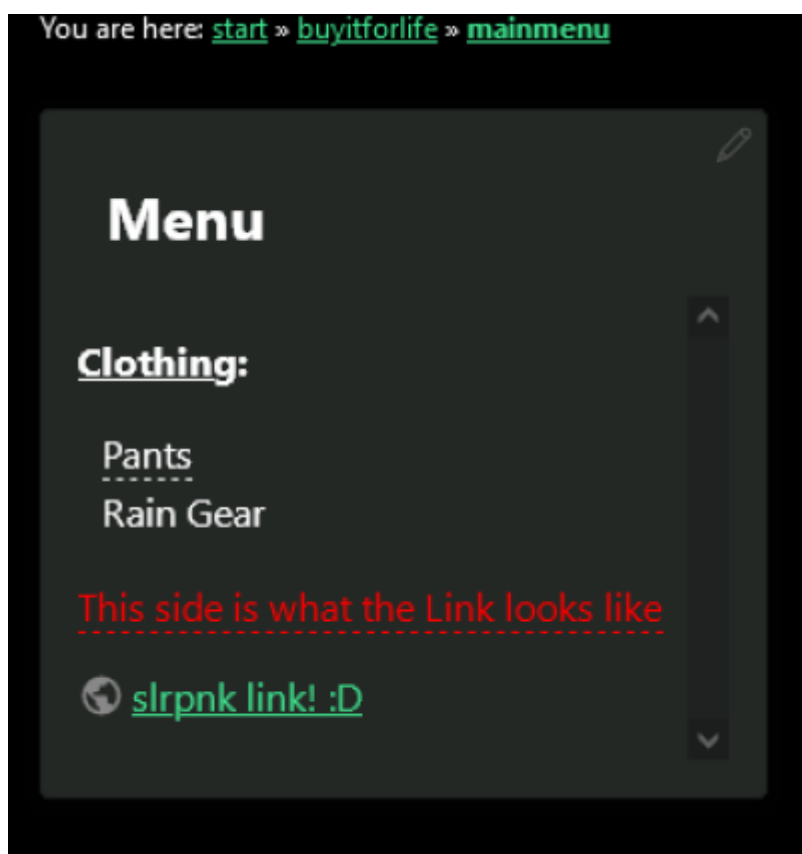 You are here: start » buyitforlife » mainmenu
Menu
Clothing:
Pants
Rain Gear
This side is what the Link looks like
slrpnk link! :D